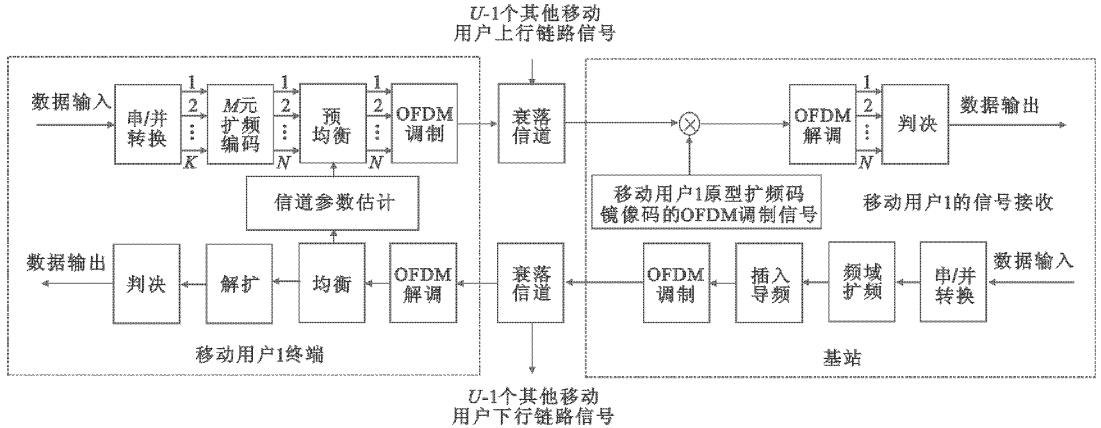 U-1个其他移动
用户上行链路信号
数据输入
串/并
转换
1
2
⋮
K
M元
扩频
编码
1
2
⋮
N
预
均衡
1
2
⋮
N
OFDM
调制
衰落
信道
移动用户1原型扩频码
镜像码的OFDM调制信号
OFDM
解调
1
2
⋮
N
判决
数据输出
移动用户1的信号接收
信道参数估计
数据输出
判决
解扩
均衡
OFDM
解调
衰落
信道
OFDM
调制
插入
导频
频域
扩频
串/并
转换
数据输入
移动用户1终端
基站
U-1个其他移动
用户下行链路信号